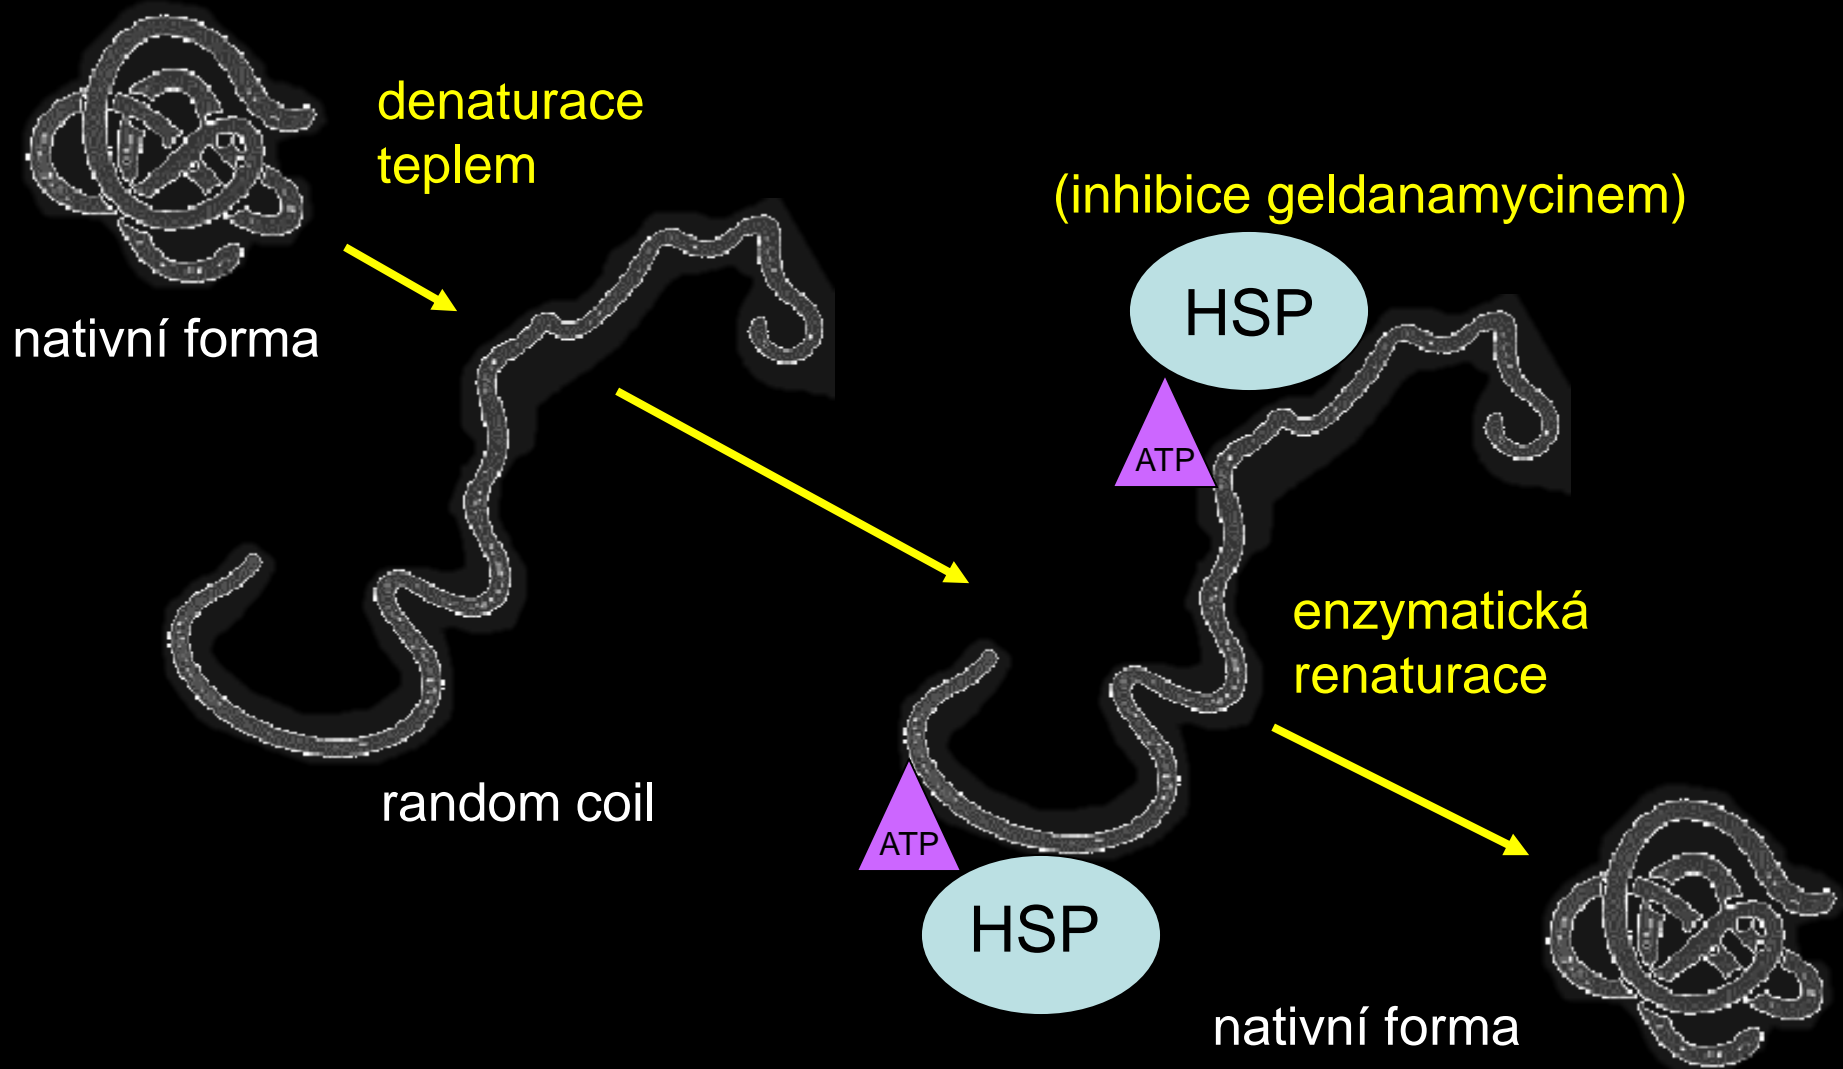 denaturace
teplem
nativní forma
random coil
(inhibice geldanamycinem)
HSP
ATP
ATP
HSP
enzymatická
renaturace
nativní forma